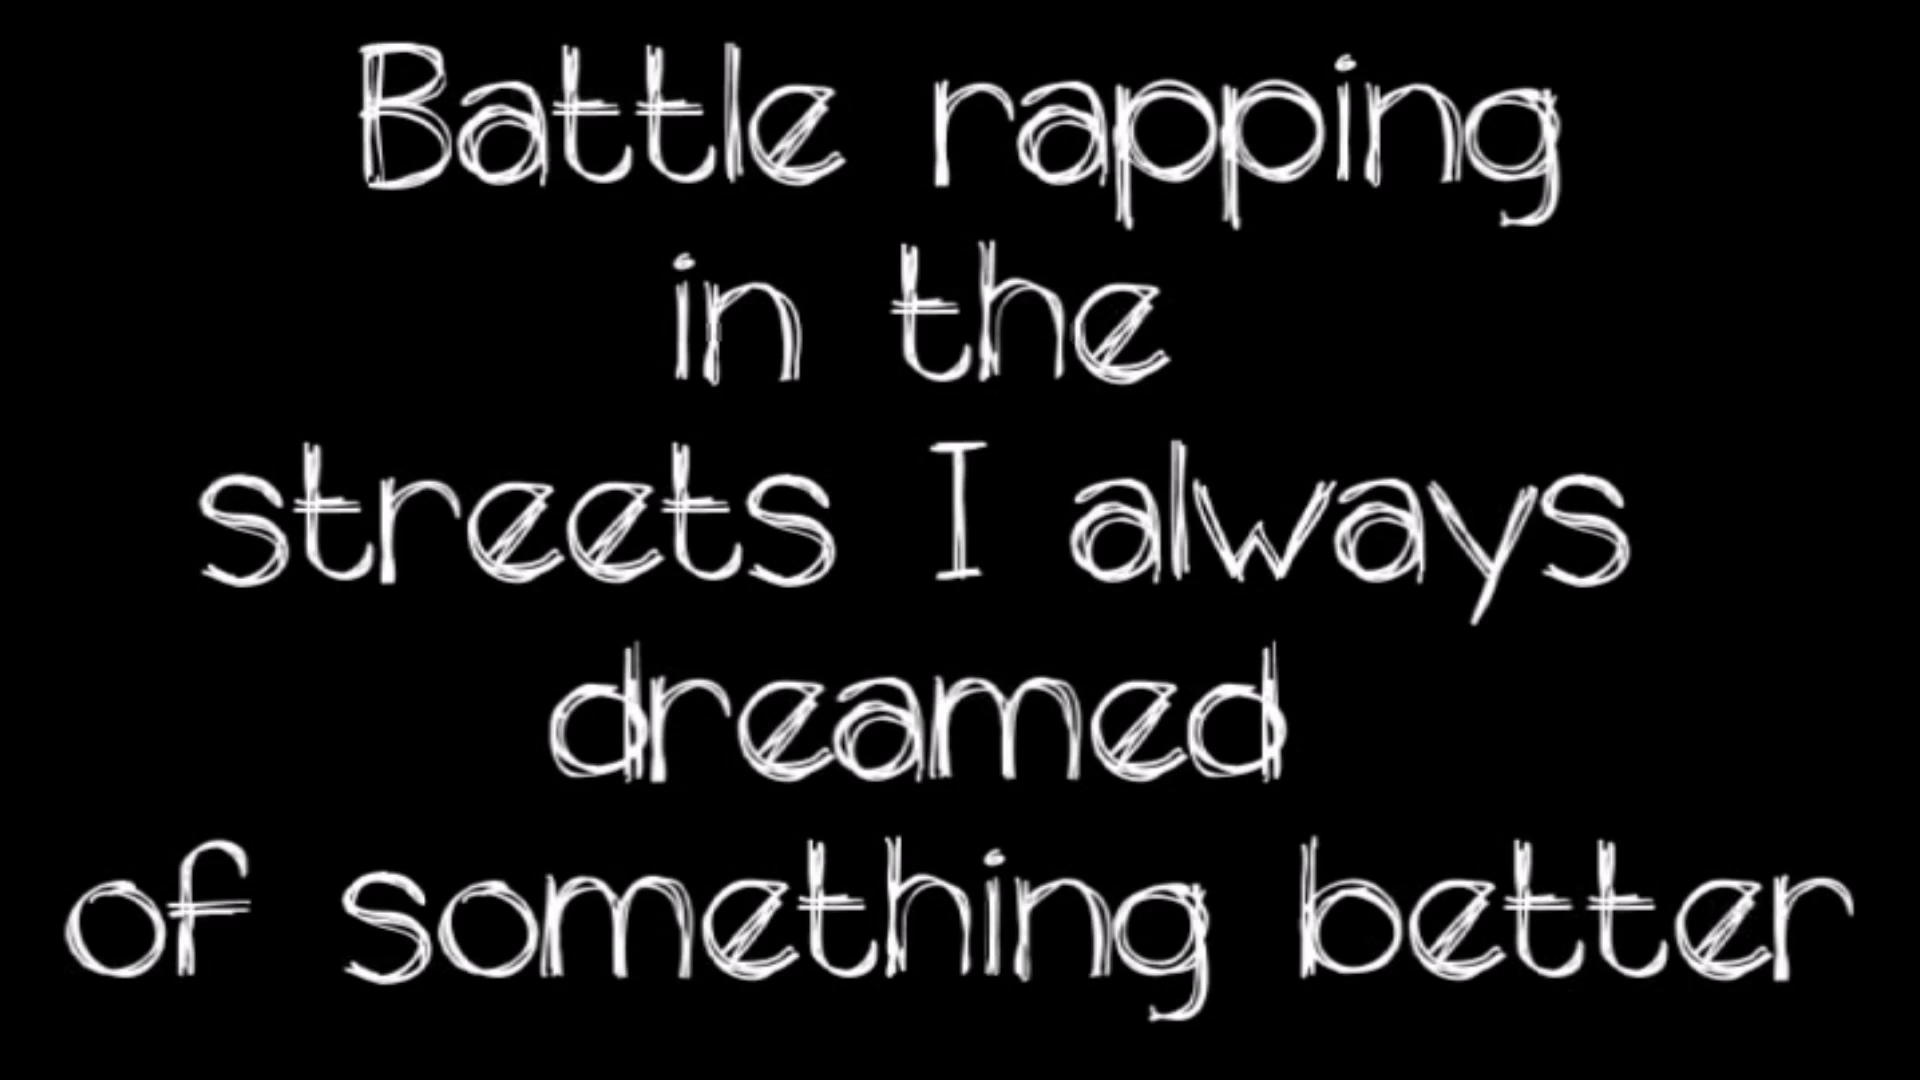 Battle rapping
in the
streets I always
dreamed
of something better